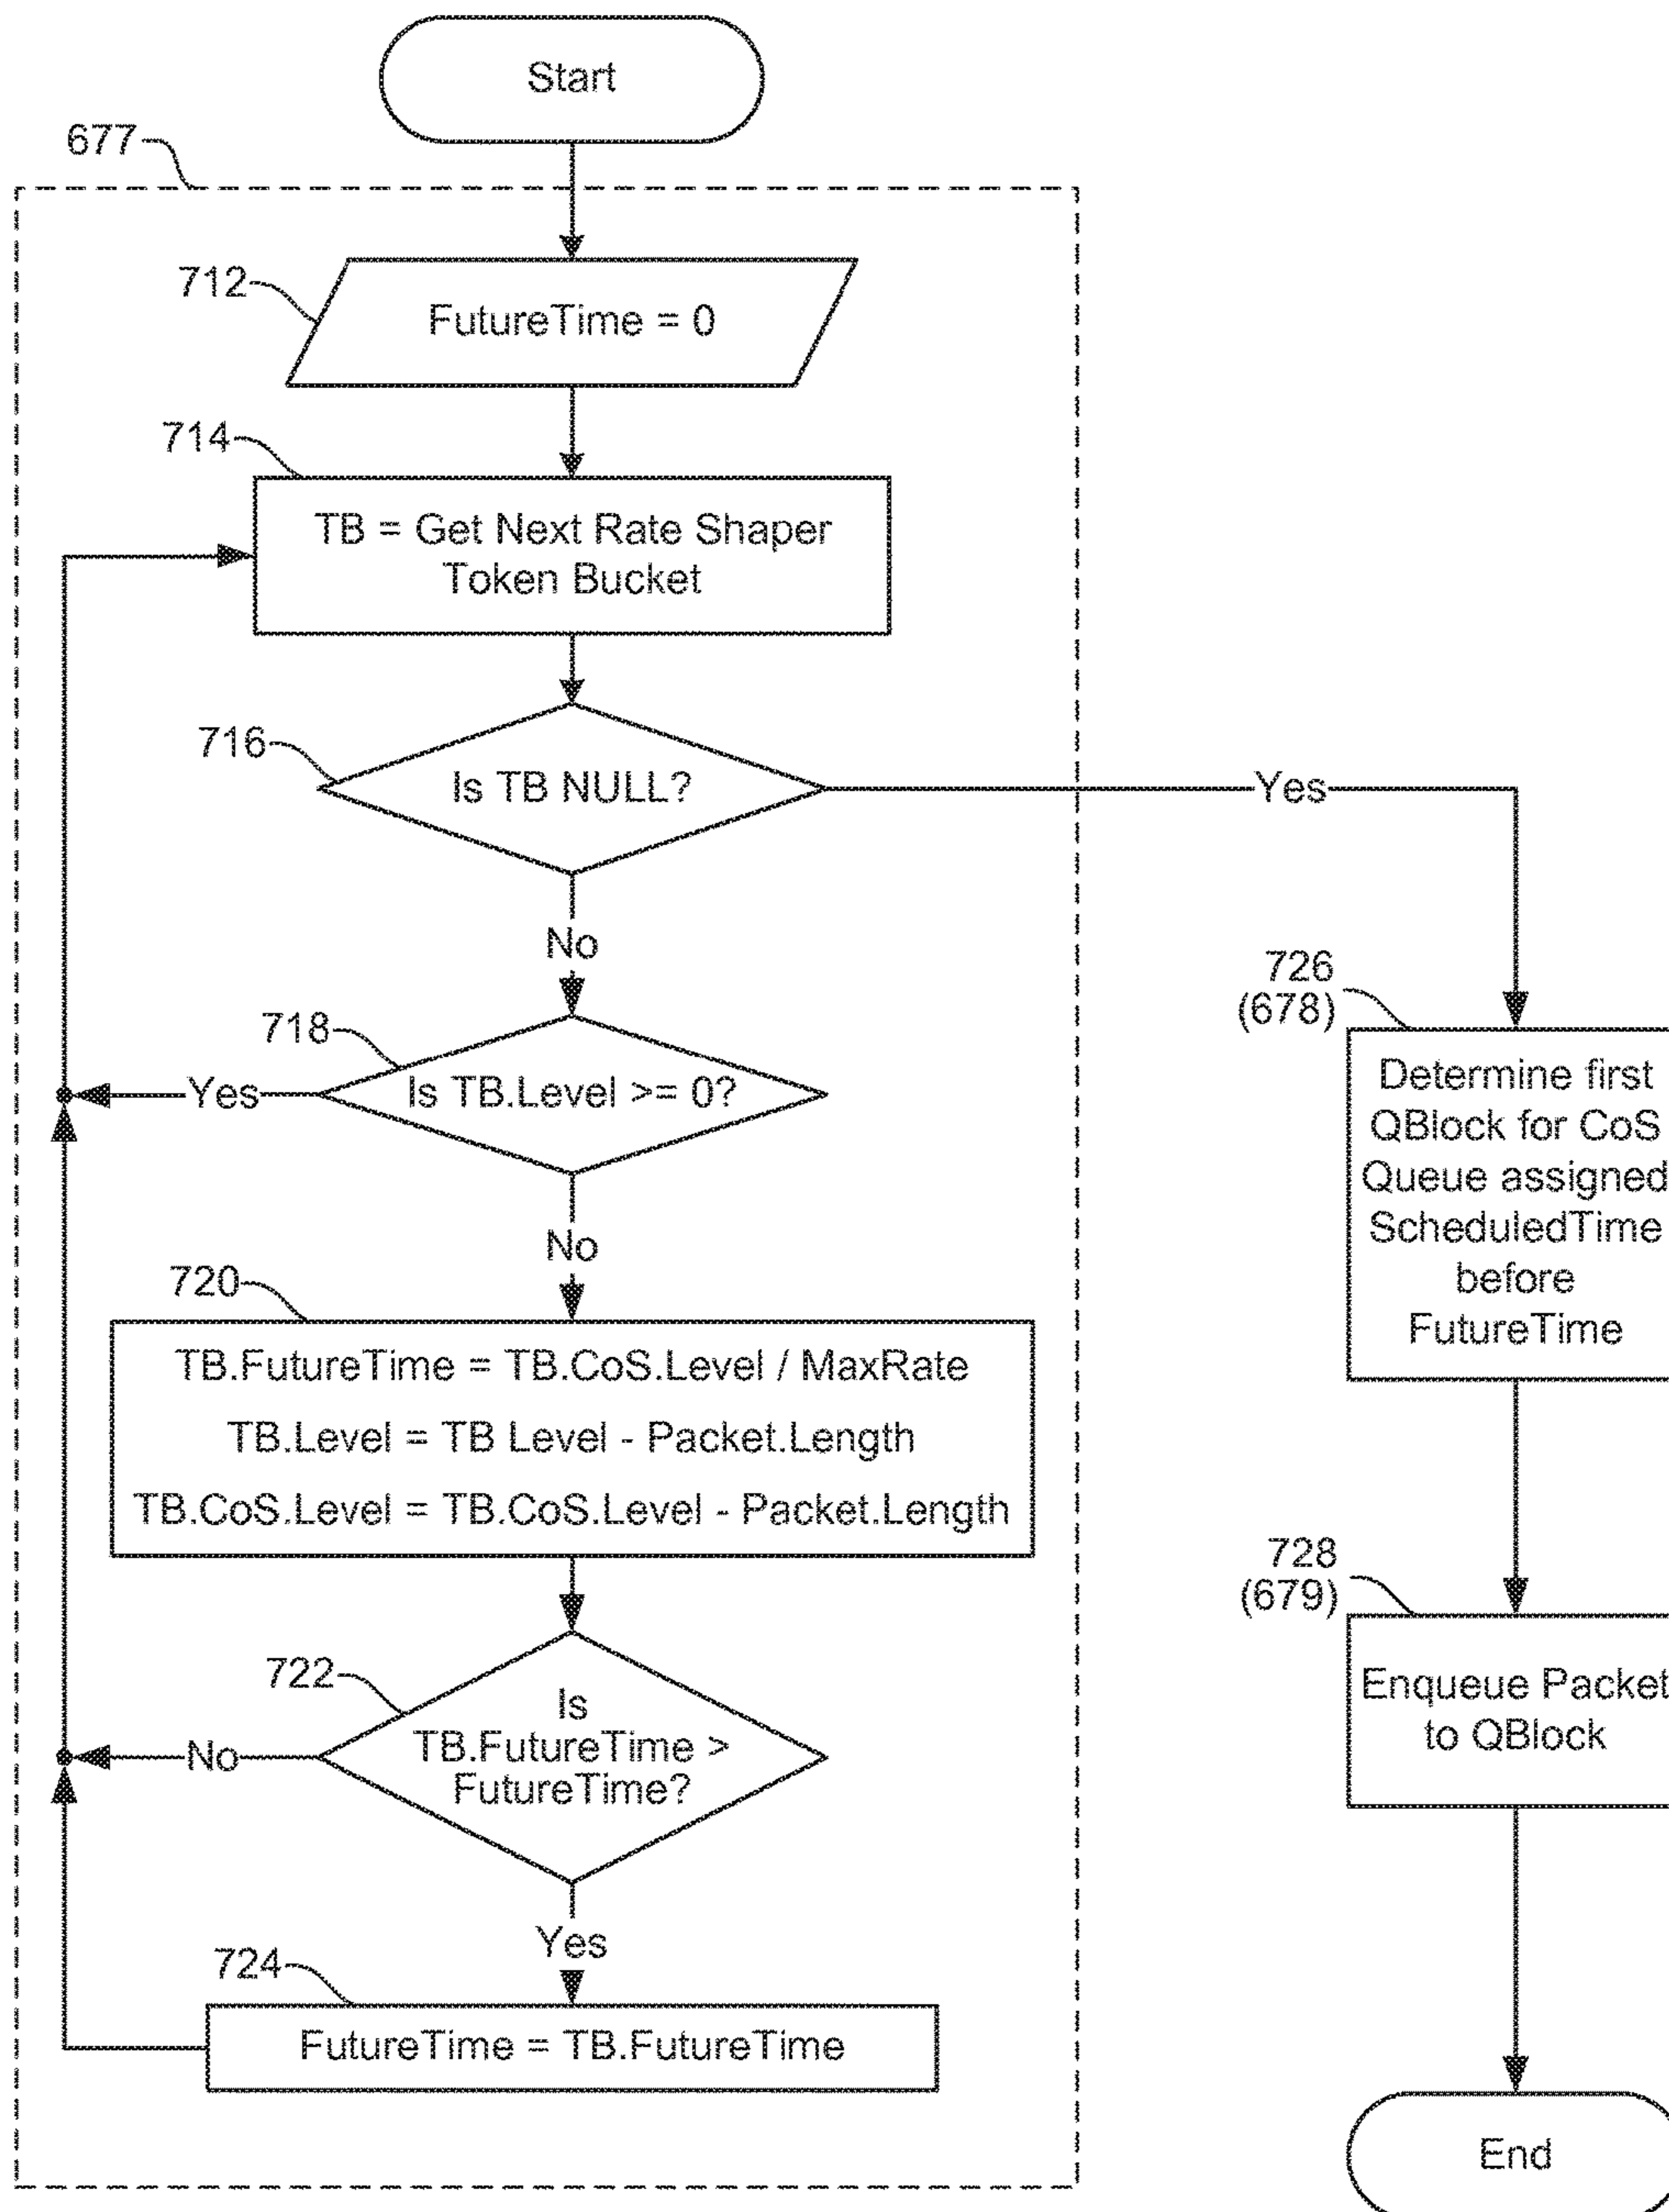 Start
677
712
FutureTime = 0
714
TB = Get Next Rate Shaper
Token Bucket
716
Is TB NULL?
Yes
No
718
Is TB.Level >= 0?
Yes
No
720
TB.FutureTime = TB.CoS.Level / MaxRate
TB.Level = TB Level - Packet.Length
TB.CoS.Level = TB.CoS.Level - Packet.Length
722
Is
TB.FutureTime >
FutureTime?
No
Yes
724
FutureTime = TB.FutureTime
726
(678)
Determine first
QBlock for CoS
Queue assigned
ScheduledTime
before
FutureTime
728
(679)
Enqueue Packet
to QBlock
End